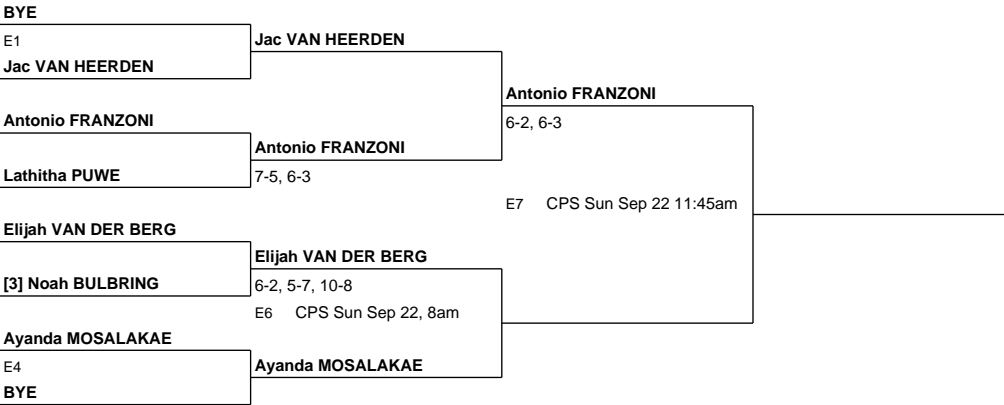 BYE
E1
Jac VAN HEERDEN
Jac VAN HEERDEN
Antonio FRANZONI
6-2, 6-3
Antonio FRANZONI
Antonio FRANZONI
Lathitha PUWE
7-5, 6-3
E7 CPS Sun Sep 22 11:45am
Elijah VAN DER BERG
Elijah VAN DER BERG
[3] Noah BULBRING
6-2, 5-7, 10-8
E6 CPS Sun Sep 22, 8am
Ayanda MOSALAKAE
E4
Ayanda MOSALAKAE
BYE